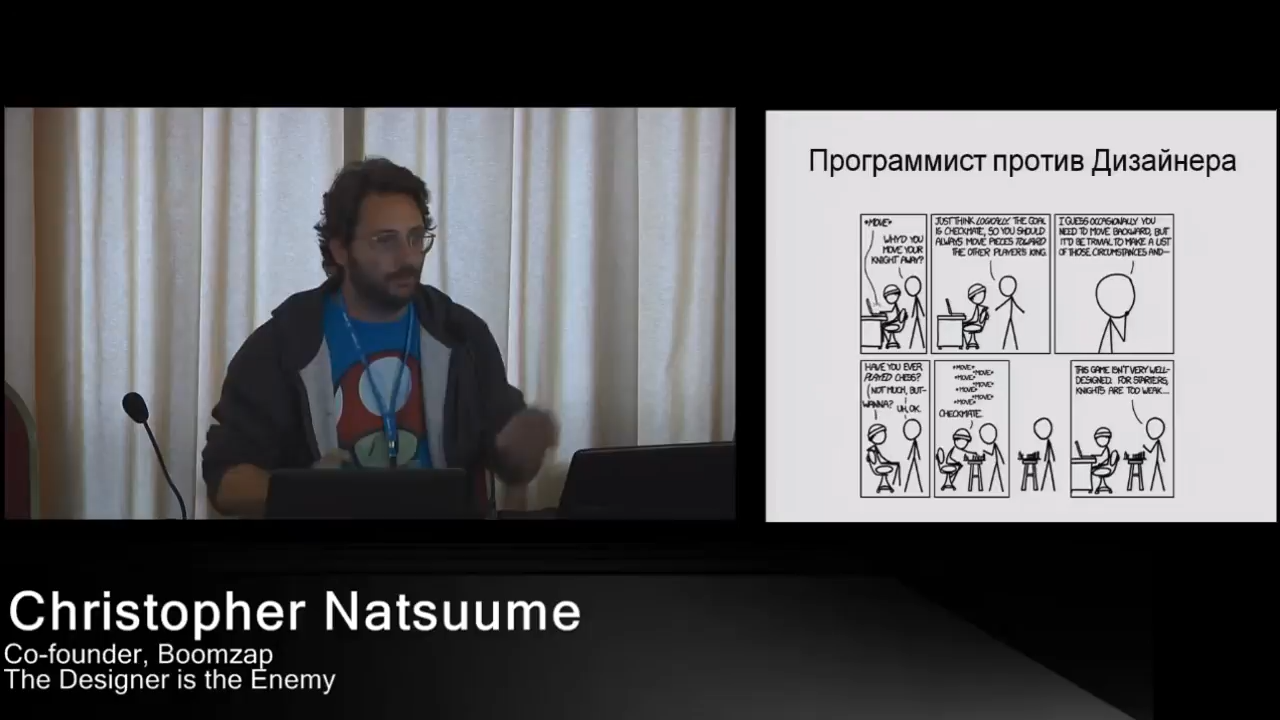 Программист против Дизайнера
*MOVE*
WHY'D YOU
MOVE YOUR
KNIGHT AWAY?
JUST THINK LOGICALLY. THE GOAL
IS CHECKMATE, SO YOU SHOULD
ALWAYS MOVE PIECES TOWARD
THE OTHER PLAYER'S KING.
I GUESS OCCASIONALLY YOU
NEED TO MOVE BACKWARD, BUT
IT'D BE TRIVIAL TO MAKE A LIST
OF THOSE CIRCUMSTANCES AND—
HAVE YOU EVER
PLAYED CHESS?
NOT MUCH, BUT—
WANNA?
UH, OK.
*MOVE*
*MOVE*
*MOVE*
*MOVE*
*MOVE*
*MOVE*
CHECKMATE.
THIS GAME ISN'T VERY WELL-
DESIGNED. FOR STARTERS,
KNIGHTS ARE TOO WEAK...
Christopher Natsuume
Co-founder, Boomzap
The Designer is the Enemy